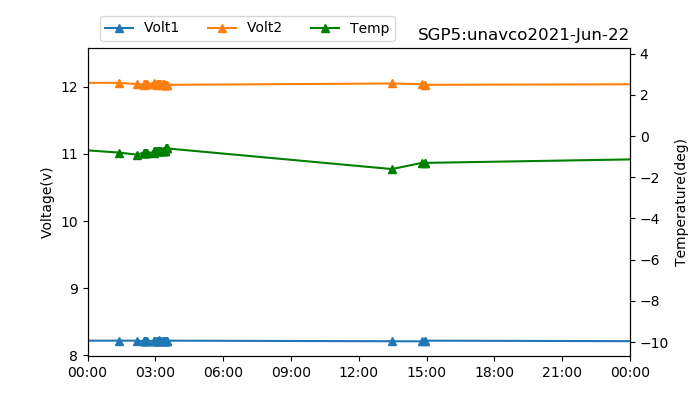 Volt1 Volt2 Temp
SGP5:unavco2021-Jun-22
Voltage(v)
12
11
10
9
8
4
2
0
−2
−4
−6
−8
−10
Temperature(deg)
00:00 03:00 06:00 09:00 12:00 15:00 18:00 21:00 00:00